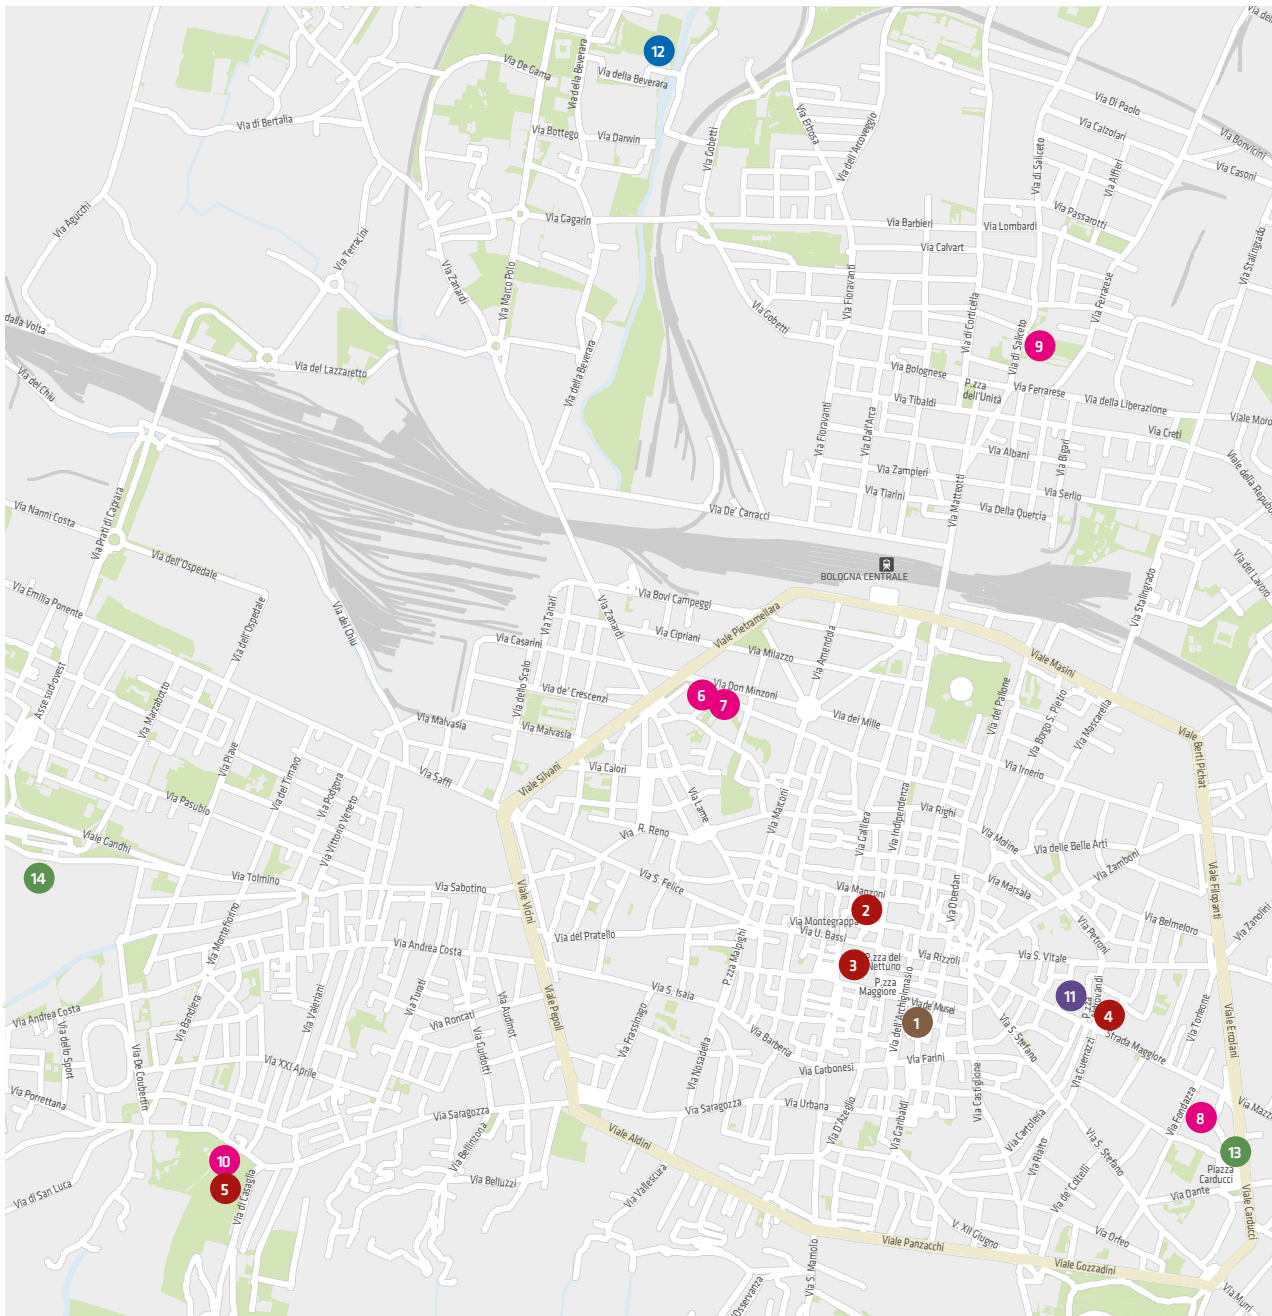 12
Via De Gama
Via della Beverara
Via della Beverara
Via di Bertalia
Via Bottego
Via Darwin
Via Gobetti
Via Erbosa
Via dell'Arcoveggio
Via di Saliceto
Via Di Paolo
Via Calzolari
Via Bonvicini
Via Casoni
Via Alfieri
Via Agucchi
Via Terracini
Via Gagarin
Via Barbieri
Via Lombardi
Via Passarotti
Via Calvart
Via Stalingrado
Via Zanardi
Via Marco Polo
Via Fioravanti
Via Gobetti
Via di Corticella
Via di Saliceto
Via Ferrarese
9
dalla Volta
Via del Chiu
Via del Lazzaretto
Via della Beverara
Via Bolognese
P.zza
dell'Unità
Via Ferrarese
Via Tibaldi
Via della Liberazione
Viale Moro
Via Creti
Via Fioravanti
Via Dall'Arca
Via Albani
Via Bigari
Via Zampieri
Via Tiarini
Via Serlio
Viale della Repubbl
Via Matteotti
Via Della Quercia
Via De' Carracci
Via Prati di Caprara
Via Nanni Costa
Via dell'Ospedale
BOLOGNA CENTRALE
Via del Lavoro
Via Stalingrado
Via Emilia Ponente
Via dell'Ospedale
Via del Chiu
Via Bovi Campeggi
Via Tanari
Via Zanardi
Via Casarini
Via Cipriani
Viale Pietramellara
Via Milazzo
Via Amendola
Viale Masini
Asse sud-ovest
Via Marzabotto
Via dello Scalo
Via de' Crescenzi
6
7
Via Don Minzoni
Via dei Mille
Via del Pallone
Via Borgo S. Pietro
Via Mascarella
Viale Berti Pichat
Via Malvasia
Via Malvasia
Via Piave
Via del Timavo
Via Podgora
Via Vittorio Veneto
Via Saffi
Viale Silvani
Via Calori
Via Lame
Via Marconi
Via Irnerio
Via Pasubio
Viale Gandhi
Via R. Reno
Via Galliera
Via Indipendenza
Via Righi
Via Moline
Via delle Belle Arti
Via Zamboni
14
Via Tolmino
Via Sabotino
Viale Vicini
Via S. Felice
Via Manzoni
2
Via Montegrappa
Via U. Bassi
Via Oberdan
Via Marsala
Via Petroni
Via Belmeloro
Viale Filopanti
Via Zanolini
Via Montefiorino
Via Andrea Costa
Via del Pratello
P.zza Malpighi
3
P.zza del
Nettuno
Via Rizzoli
Via S. Vitale
P.zza
Maggiore
11
P.zza
Aldrovandi
4
Via Andrea Costa
Via dello Sport
Via Bandiera
Via Valeriani
Via Turati
Via Roncati
Via Audinot
Via Guidotti
Viale Pepoli
Via S. Isaia
Via Frassinago
Via Nosadella
Via Barberia
Via dell'Archiginnasio
Via de' Musei
1
Via Farini
Via S. Stefano
Strada Maggiore
Via Guerrazzi
Via Torleone
Viale Ercolani
Via De Coubertin
Via XXI Aprile
Via Carbonesi
Via Castiglione
Via Porrettana
Via Saragozza
Via Bellinzona
Via Saragozza
Via Urbana
Via D'Azeglio
Via Garibaldi
Via Cartoleria
Via Rialto
Via S. Stefano
Via Fondazza
8
Via Mazzi
13
Piazza
Carducci
10
5
Via di Casaglia
Via di San Luca
Via Belluzzi
Viale Aldini
Via Vallescura
Via de' Coltelli
Via Dante
Viale Carducci
Via S. Mamolo
Viale Panzacchi
V. XII Giugno
Via Orfeo
Viale Gozzadini
Via Murri
Osservanza